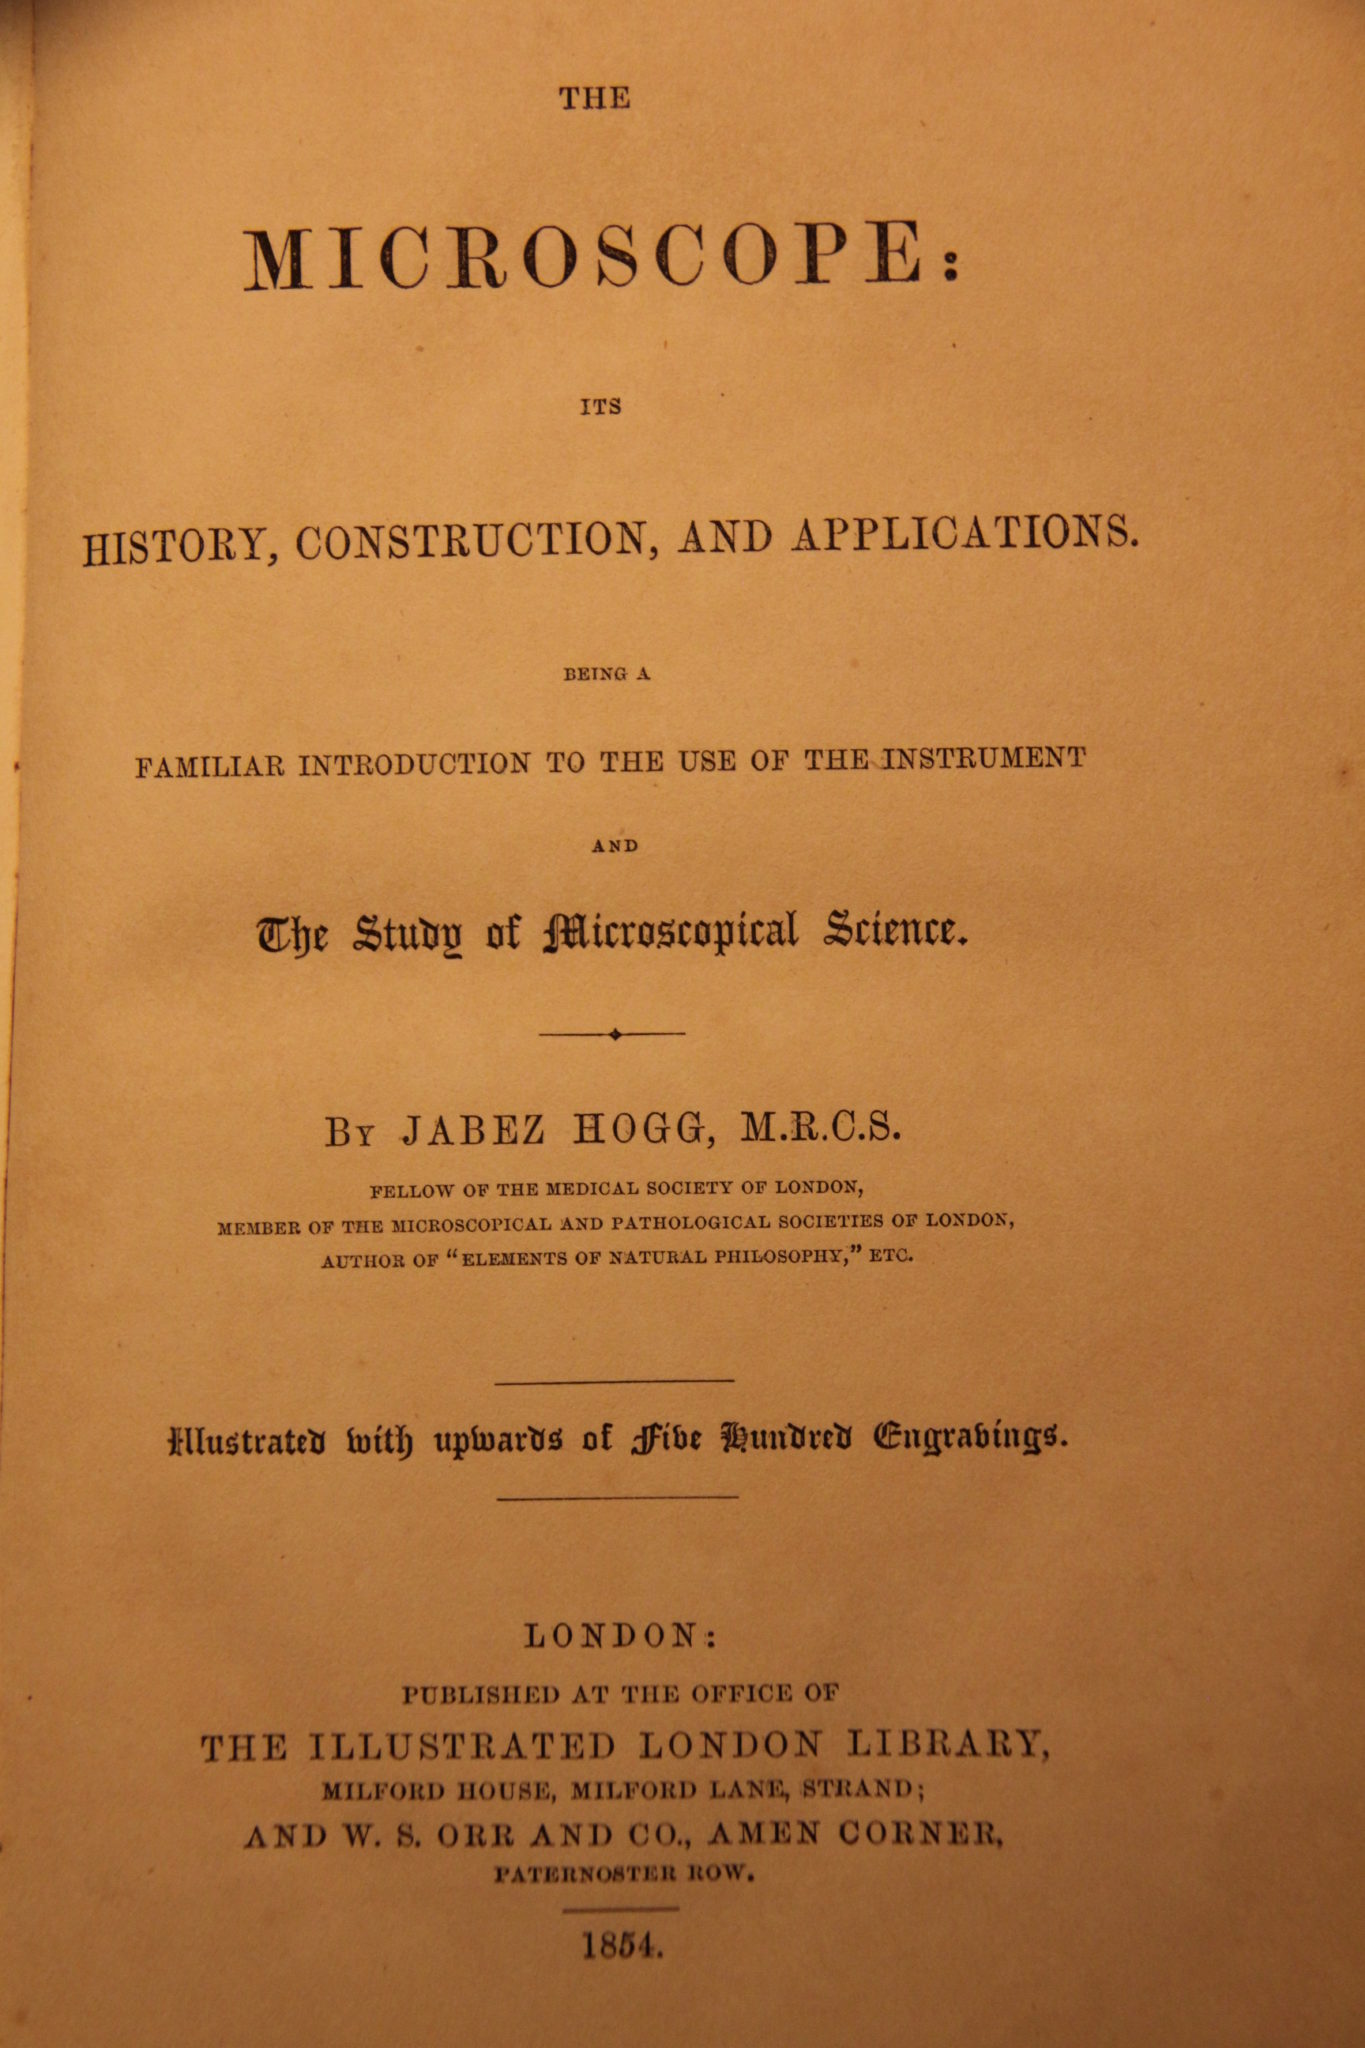 THE
MICROSCOPE:
ITS
HISTORY, CONSTRUCTION, AND APPLICATIONS.
BEING A
FAMILIAR INTRODUCTION TO THE USE OF THE INSTRUMENT
AND
The Study of Microscopical Science.
BY JABEZ HOGG, M.R.C.S.
FELLOW OF THE MEDICAL SOCIETY OF LONDON,
MEMBER OF THE MICROSCOPICAL AND PATHOLOGICAL SOCIETIES OF LONDON,
AUTHOR OF “ELEMENTS OF NATURAL PHILOSOPHY,” ETC.
Illustrated with upwards of Five Hundred Engravings.
LONDON:
PUBLISHED AT THE OFFICE OF
THE ILLUSTRATED LONDON LIBRARY,
MILFORD HOUSE, MILFORD LANE, STRAND;
AND W. S. ORR AND CO., AMEN CORNER,
PATERNOSTER ROW.
1854.